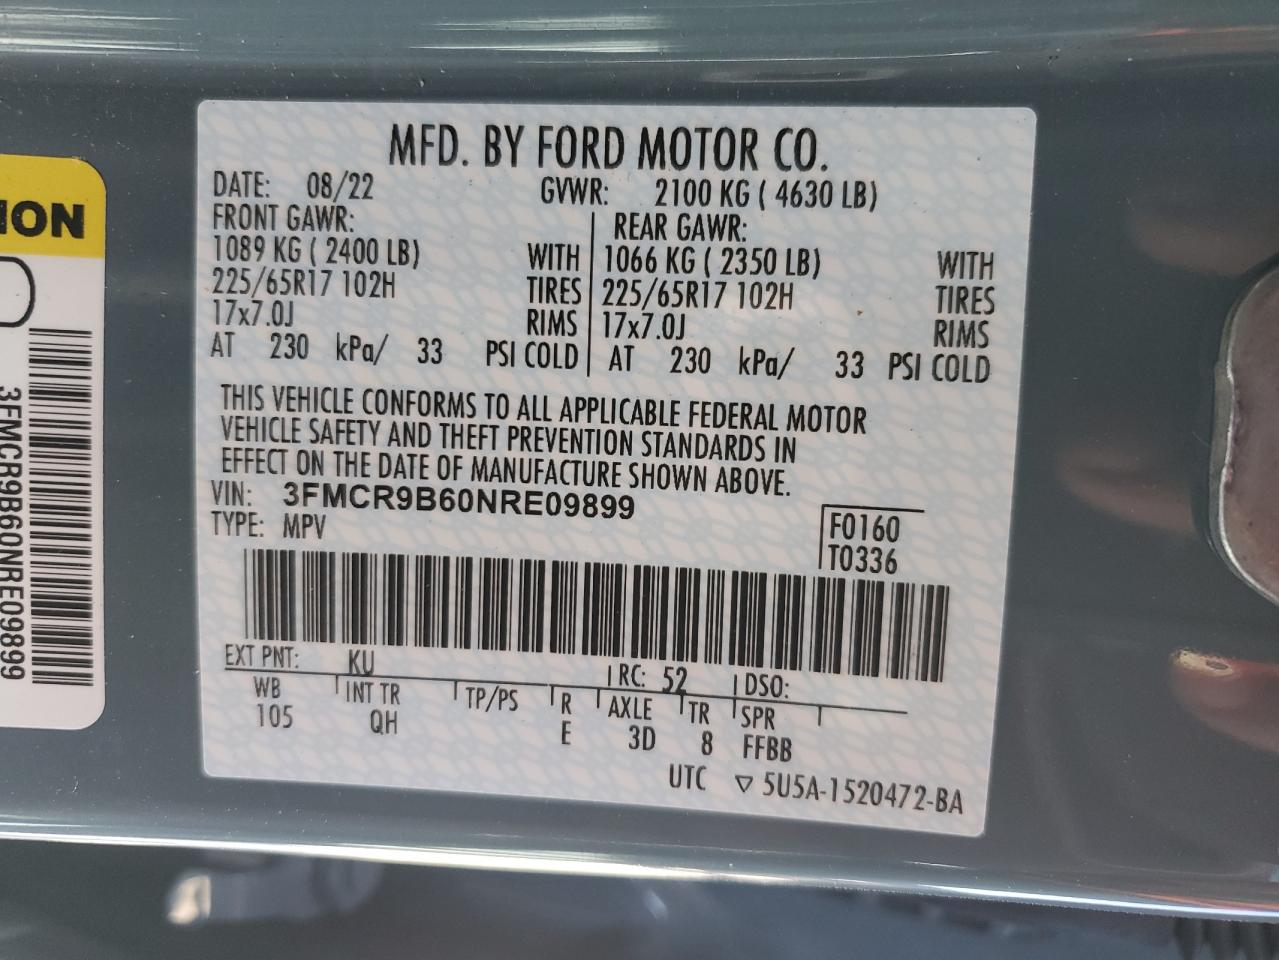 MFD. BY FORD MOTOR CO.
DATE: 08/22 GVWR: 2100 KG ( 4630 LB)
FRONT GAWR: REAR GAWR:
1089 KG ( 2400 LB) WITH 1066 KG ( 2350 LB) WITH
225/65R17 102H TIRES 225/65R17 102H TIRES
17x7.0J RIMS 17x7.0J RIMS
AT 230 kPa/ 33 PSI COLD AT 230 kPa/ 33 PSI COLD
THIS VEHICLE CONFORMS TO ALL APPLICABLE FEDERAL MOTOR
VEHICLE SAFETY AND THEFT PREVENTION STANDARDS IN
EFFECT ON THE DATE OF MANUFACTURE SHOWN ABOVE.
VIN: 3FMCR9B60NRE09899
TYPE: MPV
F0160
T0336
EXT PNT: KU RC: 52 DSO:
WB INT TR TP/PS R AXLE TR SPR
105 QH E 3D 8 FFBB
UTC ▽ 5U5A-1520472-BA
ION
3FMCR9B60NRE09899